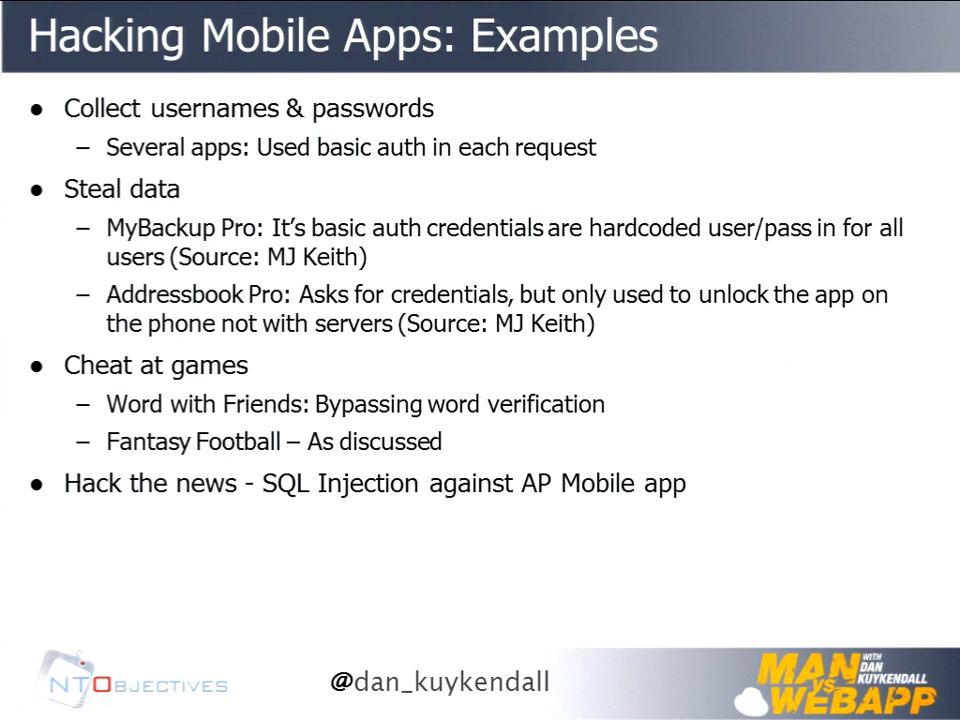 Hacking Mobile Apps: Examples
● Collect usernames & passwords
– Several apps: Used basic auth in each request
● Steal data
– MyBackup Pro: It’s basic auth credentials are hardcoded user/pass in for all
users (Source: MJ Keith)
– Addressbook Pro: Asks for credentials, but only used to unlock the app on
the phone not with servers (Source: MJ Keith)
● Cheat at games
– Word with Friends: Bypassing word verification
– Fantasy Football – As discussed
● Hack the news - SQL Injection against AP Mobile app
NTOBJECTIVES
@dan_kuykendall
MAN VS WEBAPP
WITH DAN KUYKENDALL